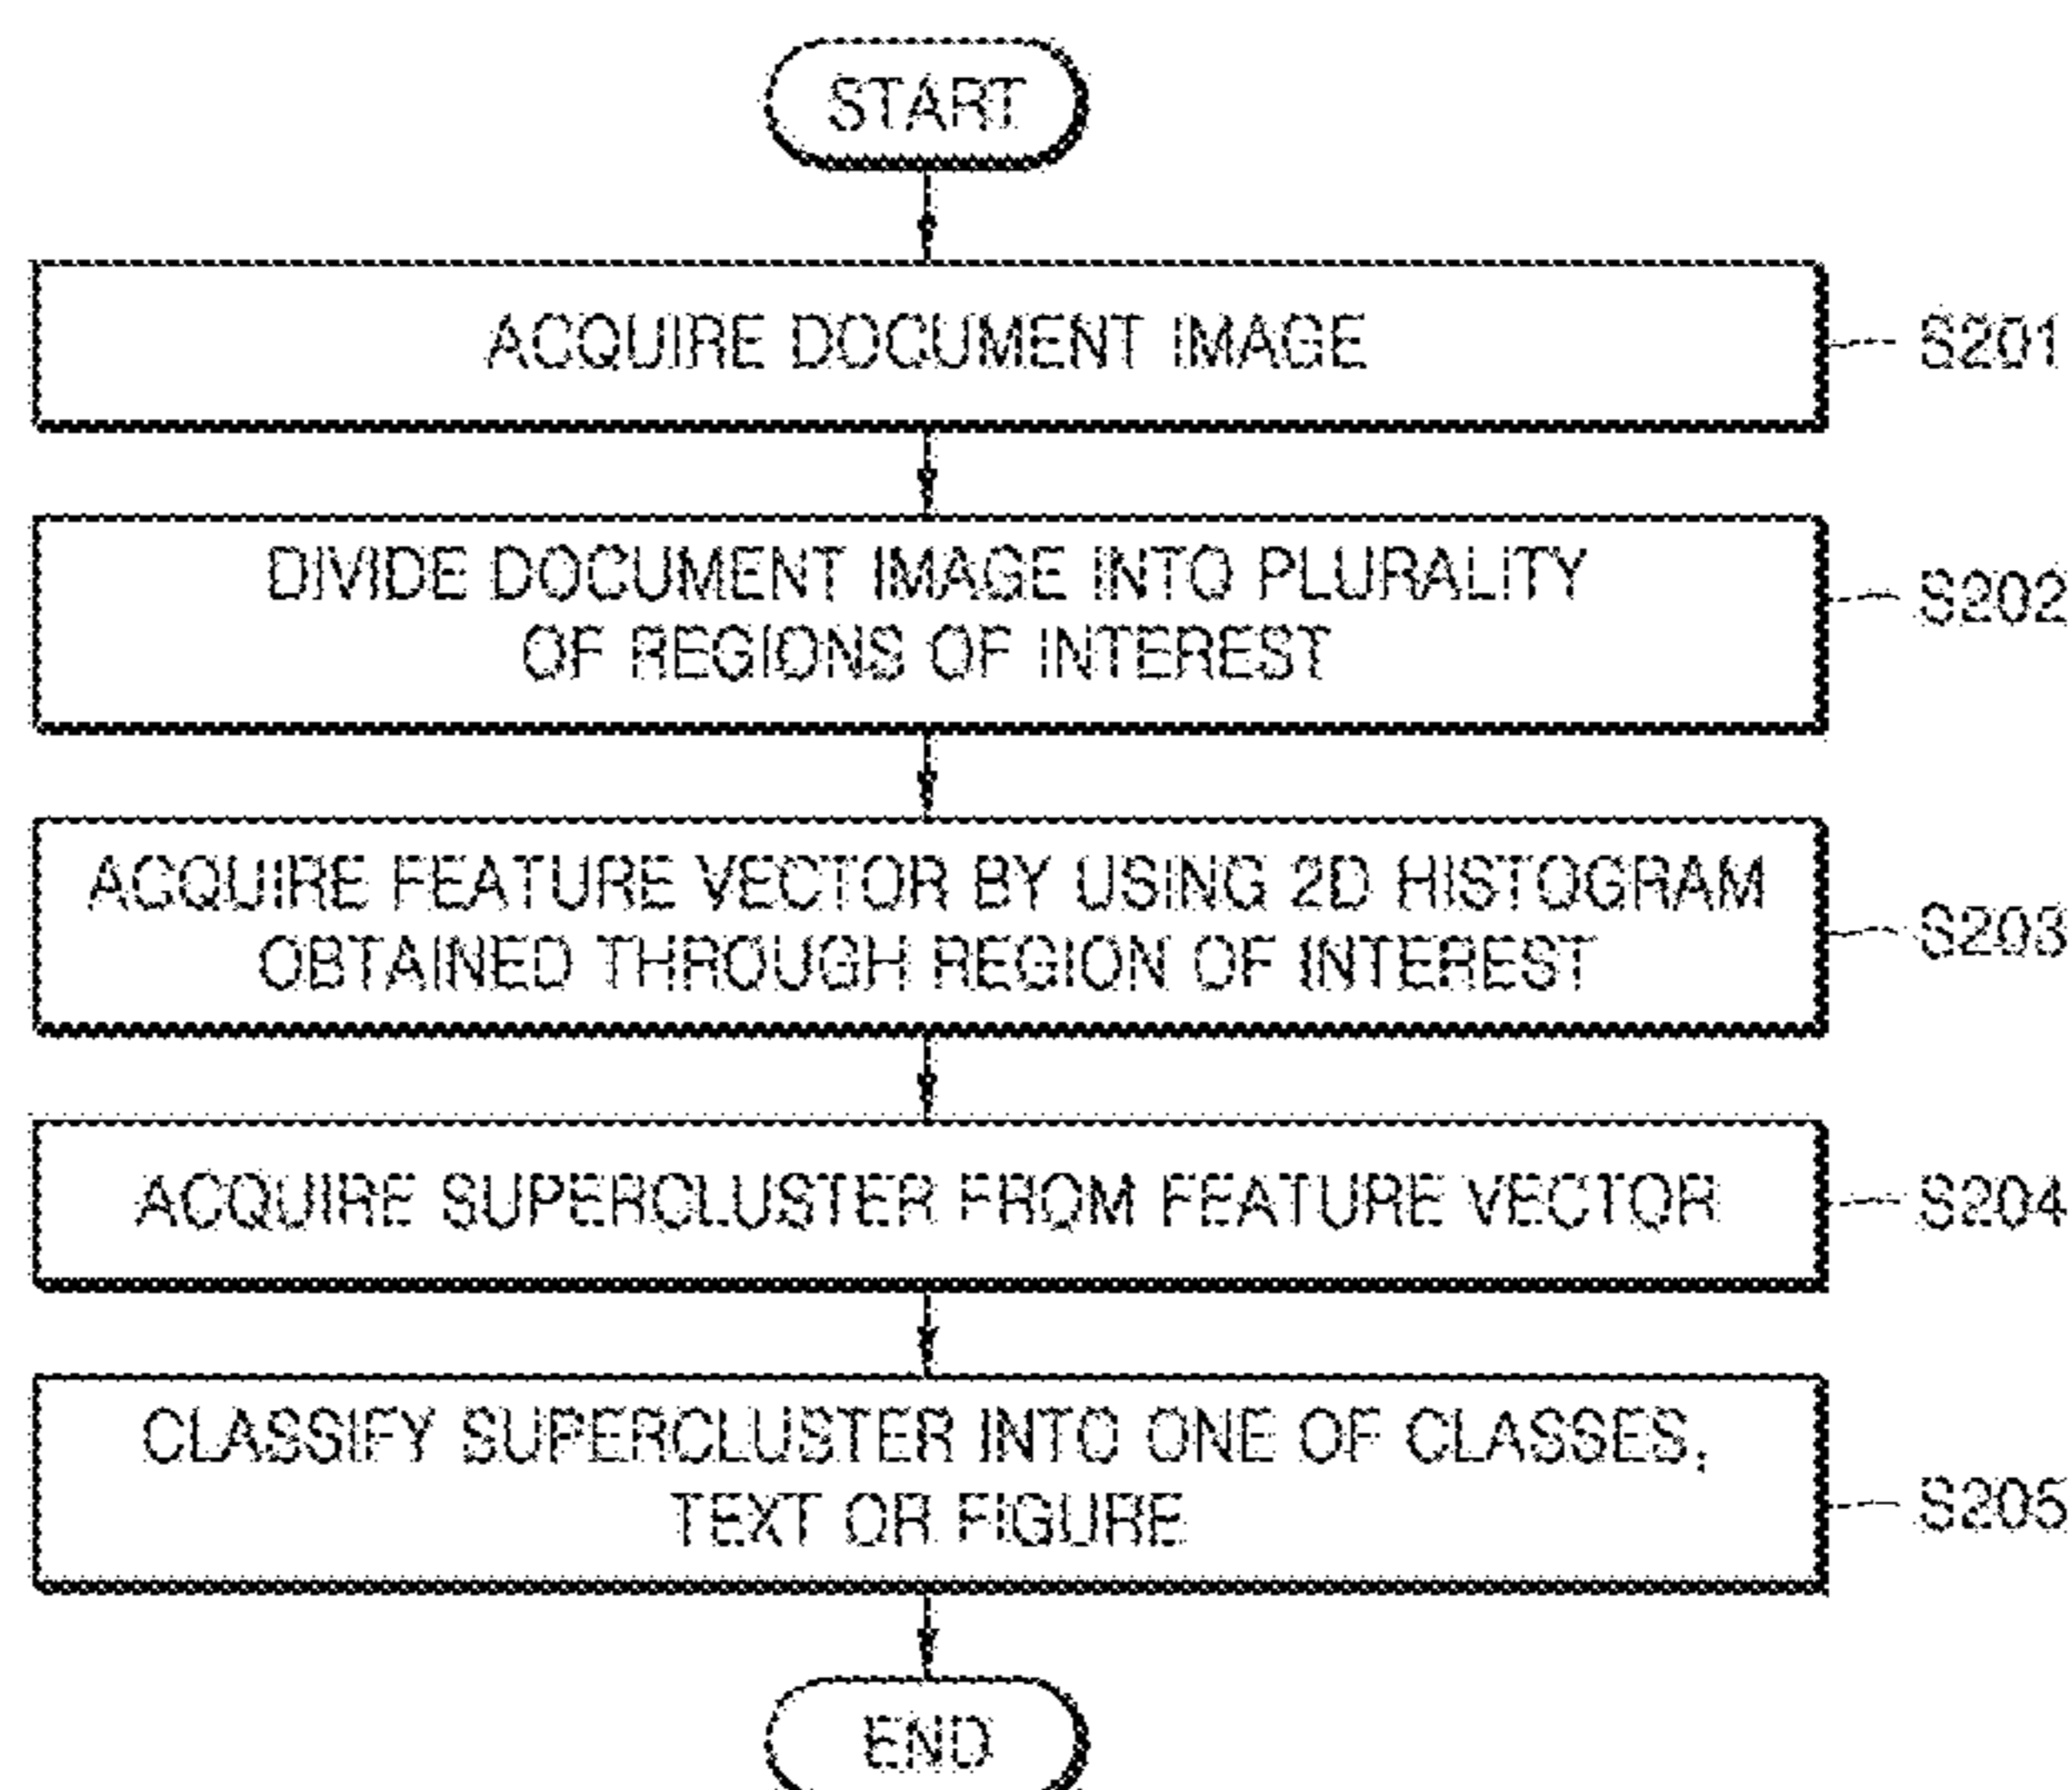 START
ACQUIRE DOCUMENT IMAGE
S201
DIVIDE DOCUMENT IMAGE INTO PLURALITY
OF REGIONS OF INTEREST
S202
ACQUIRE FEATURE VECTOR BY USING 2D HISTOGRAM
OBTAINED THROUGH REGION OF INTEREST
S203
ACQUIRE SUPERCLUSTER FROM FEATURE VECTOR
S204
CLASSIFY SUPERCLUSTER INTO ONE OF CLASSES,
TEXT OR FIGURE
S205
END